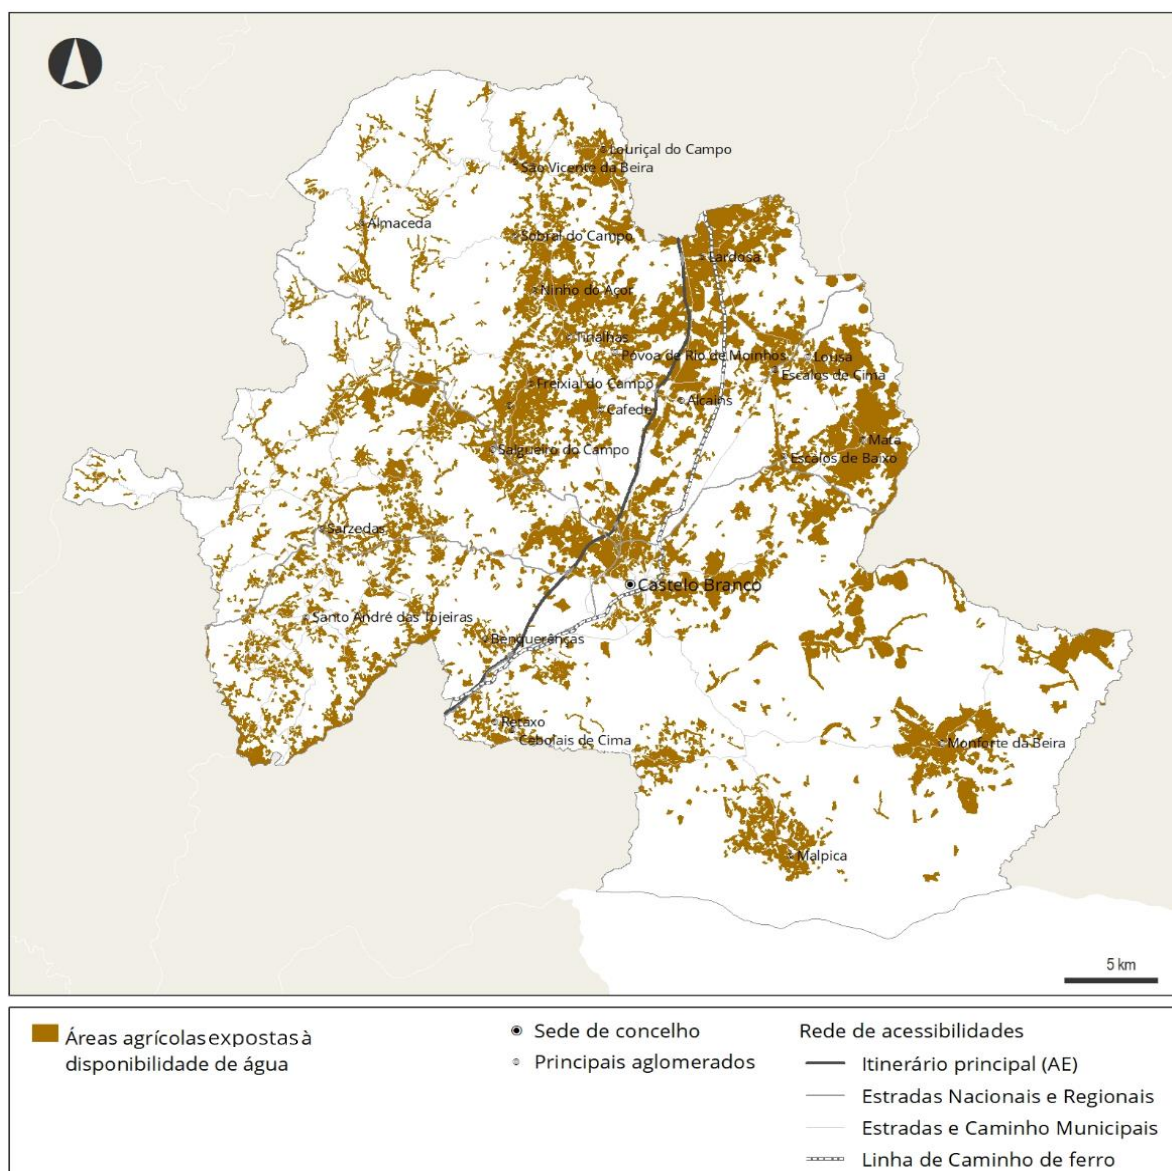 Louriçal do Campo
São Vicente da Beira
Almaceda
Sobral do Campo
Lardosa
Ninho do Açor
Tinalhas
Póvoa de Rio de Moinhos
Lousa
Escalos de Cima
Freixial do Campo
Alcains
Cafede
Mata
Salgueiro do Campo
Escalos de Baixo
Sarzedas
Castelo Branco
Santo André das Tojeiras
Benquerenças
Retaxo
Cebolais de Cima
Monforte da Beira
Malpica
5 km
Áreas agrícolas expostas à
disponibilidade de água
Sede de concelho
Principais aglomerados
Rede de acessibilidades
Itinerário principal (AE)
Estradas Nacionais e Regionais
Estradas e Caminho Municipais
Linha de Caminho de ferro